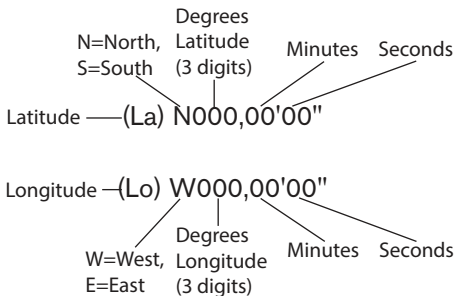 Degrees
N=North, Latitude
S=South (3 digits)
Minutes Seconds
Latitude (La) N000,00'00"
Longitude (Lo) W000,00'00"
Degrees
W=West, Longitude
E=East (3 digits)
Minutes Seconds